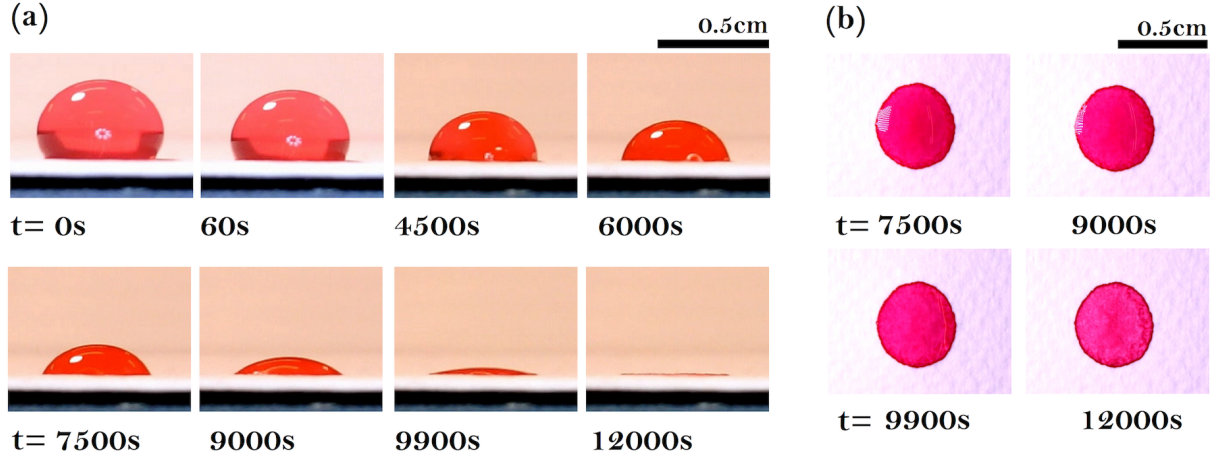 (a)
0.5cm
t= 0s 60s 4500s 6000s
t= 7500s 9000s 9900s 12000s
(b)
0.5cm
t= 7500s 9000s
t= 9900s 12000s